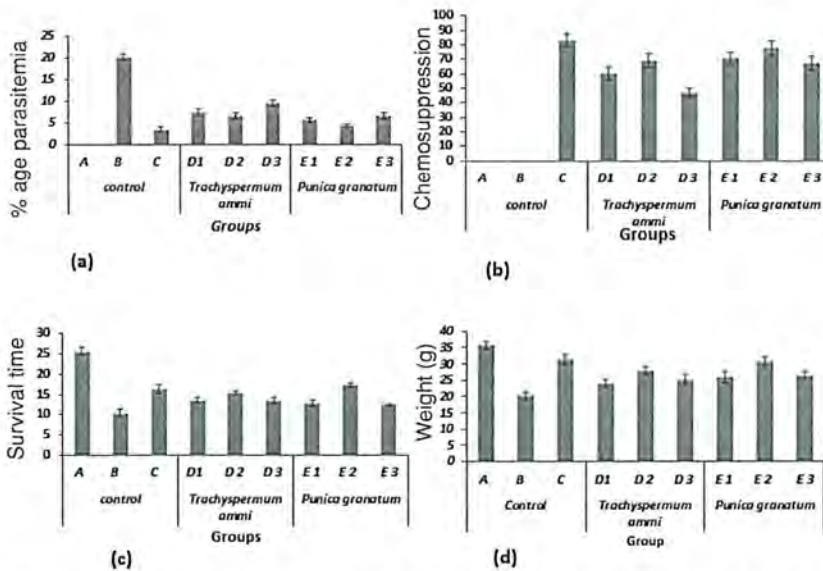 % age parasitemia
25
20
15
10
5
0
A B C D1 D2 D3 E1 E2 E3
control Trachyspermum ammi Punica granatum
Groups
(a)
Chemosuppression
100
90
80
70
60
50
40
30
20
10
0
A B C D1 D2 D3 E1 E2 E3
control Trachyspermum ammi Punica granatum
Groups
(b)
Survival time
30
25
20
15
10
5
0
A B C D1 D2 D3 E1 E2 E3
control Trachyspermum ammi Punica granatum
Groups
(c)
Weight (g)
40
35
30
25
20
15
10
5
0
A B C D1 D2 D3 E1 E2 E3
Control Trachyspermum ammi Punica granatum
Group
(d)